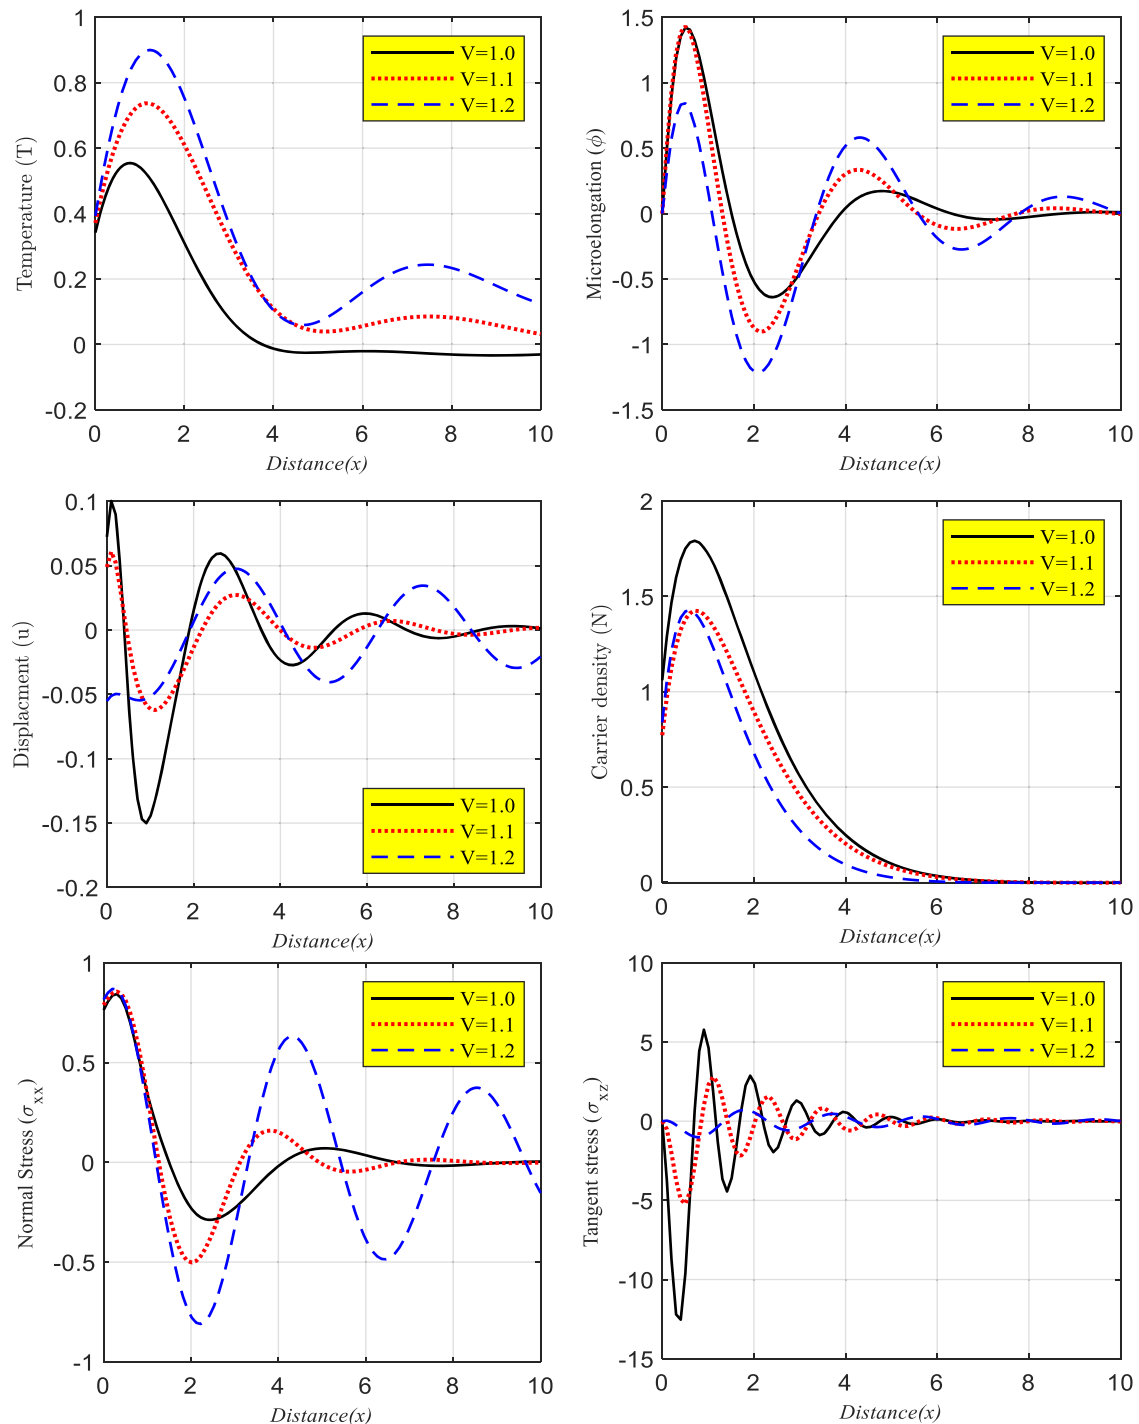 1
0.8
0.6
0.4
0.2
0
-0.2
Temperature (T)
V=1.0
V=1.1
V=1.2
0 2 4 6 8 10
Distance(x)
1.5
1
0.5
0
-0.5
-1
-1.5
Microelongation (ϕ)
V=1.0
V=1.1
V=1.2
0 2 4 6 8 10
Distance(x)
0.1
0.05
0
-0.05
-0.1
-0.15
-0.2
Displacment (u)
V=1.0
V=1.1
V=1.2
0 2 4 6 8 10
Distance(x)
2
1.5
1
0.5
0
Carrier density (N)
V=1.0
V=1.1
V=1.2
0 2 4 6 8 10
Distance(x)
1
0.5
0
-0.5
-1
Normal Stress (σxx)
V=1.0
V=1.1
V=1.2
0 2 4 6 8 10
Distance(x)
10
5
0
-5
-10
-15
Tangent stress (σxz)
V=1.0
V=1.1
V=1.2
0 2 4 6 8 10
Distance(x)